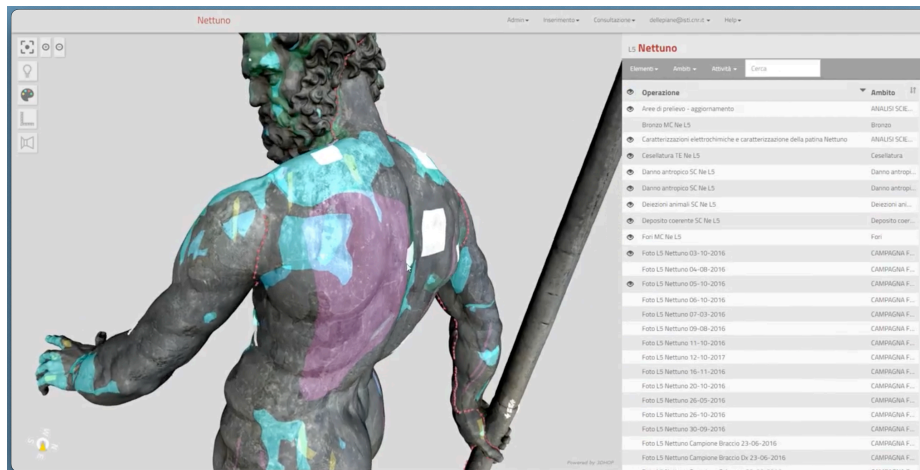 Nettuno
Admin Inserimento Consultazione dellepiane@isti.cnr.it Help
L5 Nettuno
Elementi Ambiti Attività Cerca
Operazione Ambito
Aree di prelievo - aggiornamento ANALISI SCIE...
Bronzo MC Ne L5 Bronzo
Caratterizzazioni elettrochimiche e caratterizzazione della patina Nettuno ANALISI SCIE...
Cesellatura 1E Ne L5 Cesellatura
Danno antropico SC Ne L5 Danno antropi...
Danno antropico SC Ne L5 Danno antropi...
Deiezioni animali SC Ne L5 Deiezioni ani...
Deposito coerente SC Ne L5 Deposito coer...
Fori MC Ne L5 Fori
Foto L5 Nettuno 03-10-2016 CAMPAGNA F...
Foto L5 Nettuno 04-08-2016 CAMPAGNA F...
Foto L5 Nettuno 05-10-2016 CAMPAGNA F...
Foto L5 Nettuno 06-10-2016 CAMPAGNA F...
Foto L5 Nettuno 07-03-2016 CAMPAGNA F...
Foto L5 Nettuno 09-08-2016 CAMPAGNA F...
Foto L5 Nettuno 11-10-2016 CAMPAGNA F...
Foto L5 Nettuno 12-10-2017 CAMPAGNA F...
Foto L5 Nettuno 16-11-2016 CAMPAGNA F...
Foto L5 Nettuno 20-10-2016 CAMPAGNA F...
Foto L5 Nettuno 26-05-2016 CAMPAGNA F...
Foto L5 Nettuno 26-10-2016 CAMPAGNA F...
Foto L5 Nettuno 30-09-2016 CAMPAGNA F...
Foto L5 Nettuno Campione Braccio 23-06-2016 CAMPAGNA F...
Foto L5 Nettuno Campione Braccio Dx 23-06-2016 CAMPAGNA F...
Powered by 3DHOP